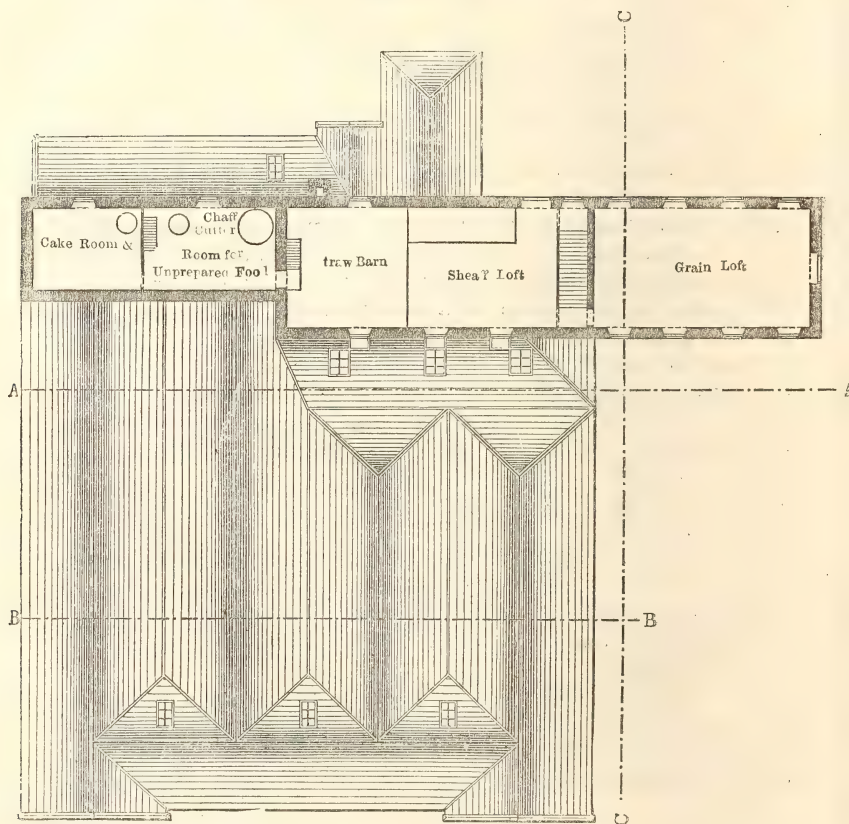 C
Cake Room &
Chaff
Cutter
Room for
Unprepared Food
traw Barn
Sheaf Loft
Grain Loft
A
A
B
B
C